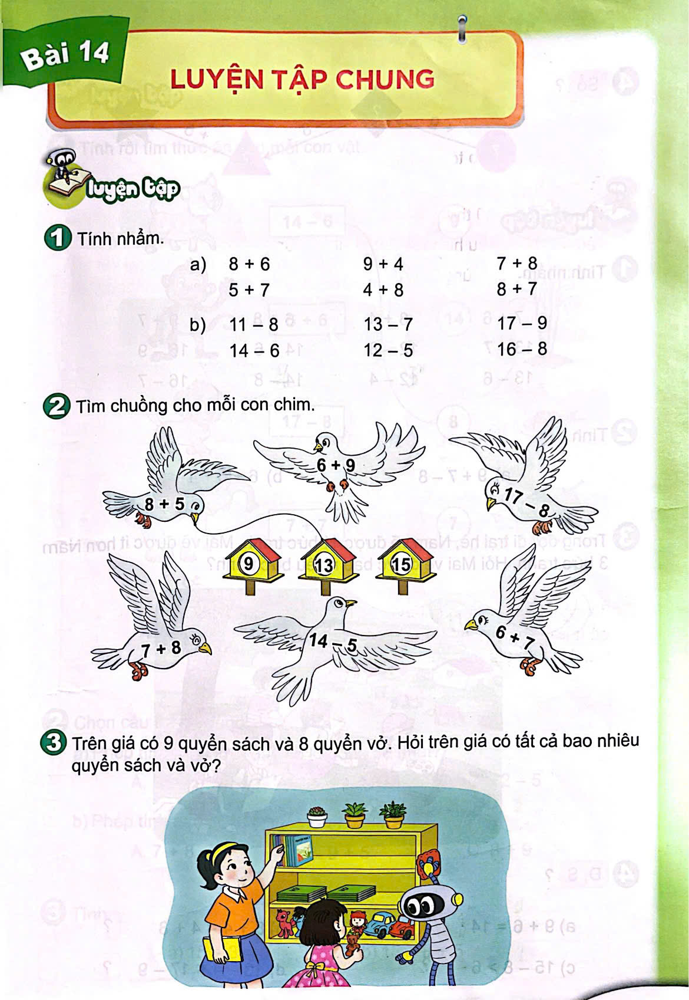 Bài 14
LUYỆN TẬP CHUNG
luyện tập
1 Tính nhẩm.
a) 8 + 6 9 + 4 7 + 8
5 + 7 4 + 8 8 + 7
b) 11 – 8 13 – 7 17 – 9
14 – 6 12 – 5 16 – 8
2 Tìm chuồng cho mỗi con chim.
8 + 5 6 + 9 17 – 8
9 13 15
7 + 8 14 – 5 6 + 7
3 Trên giá có 9 quyển sách và 8 quyển vở. Hỏi trên giá có tất cả bao nhiêu
quyển sách và vở?